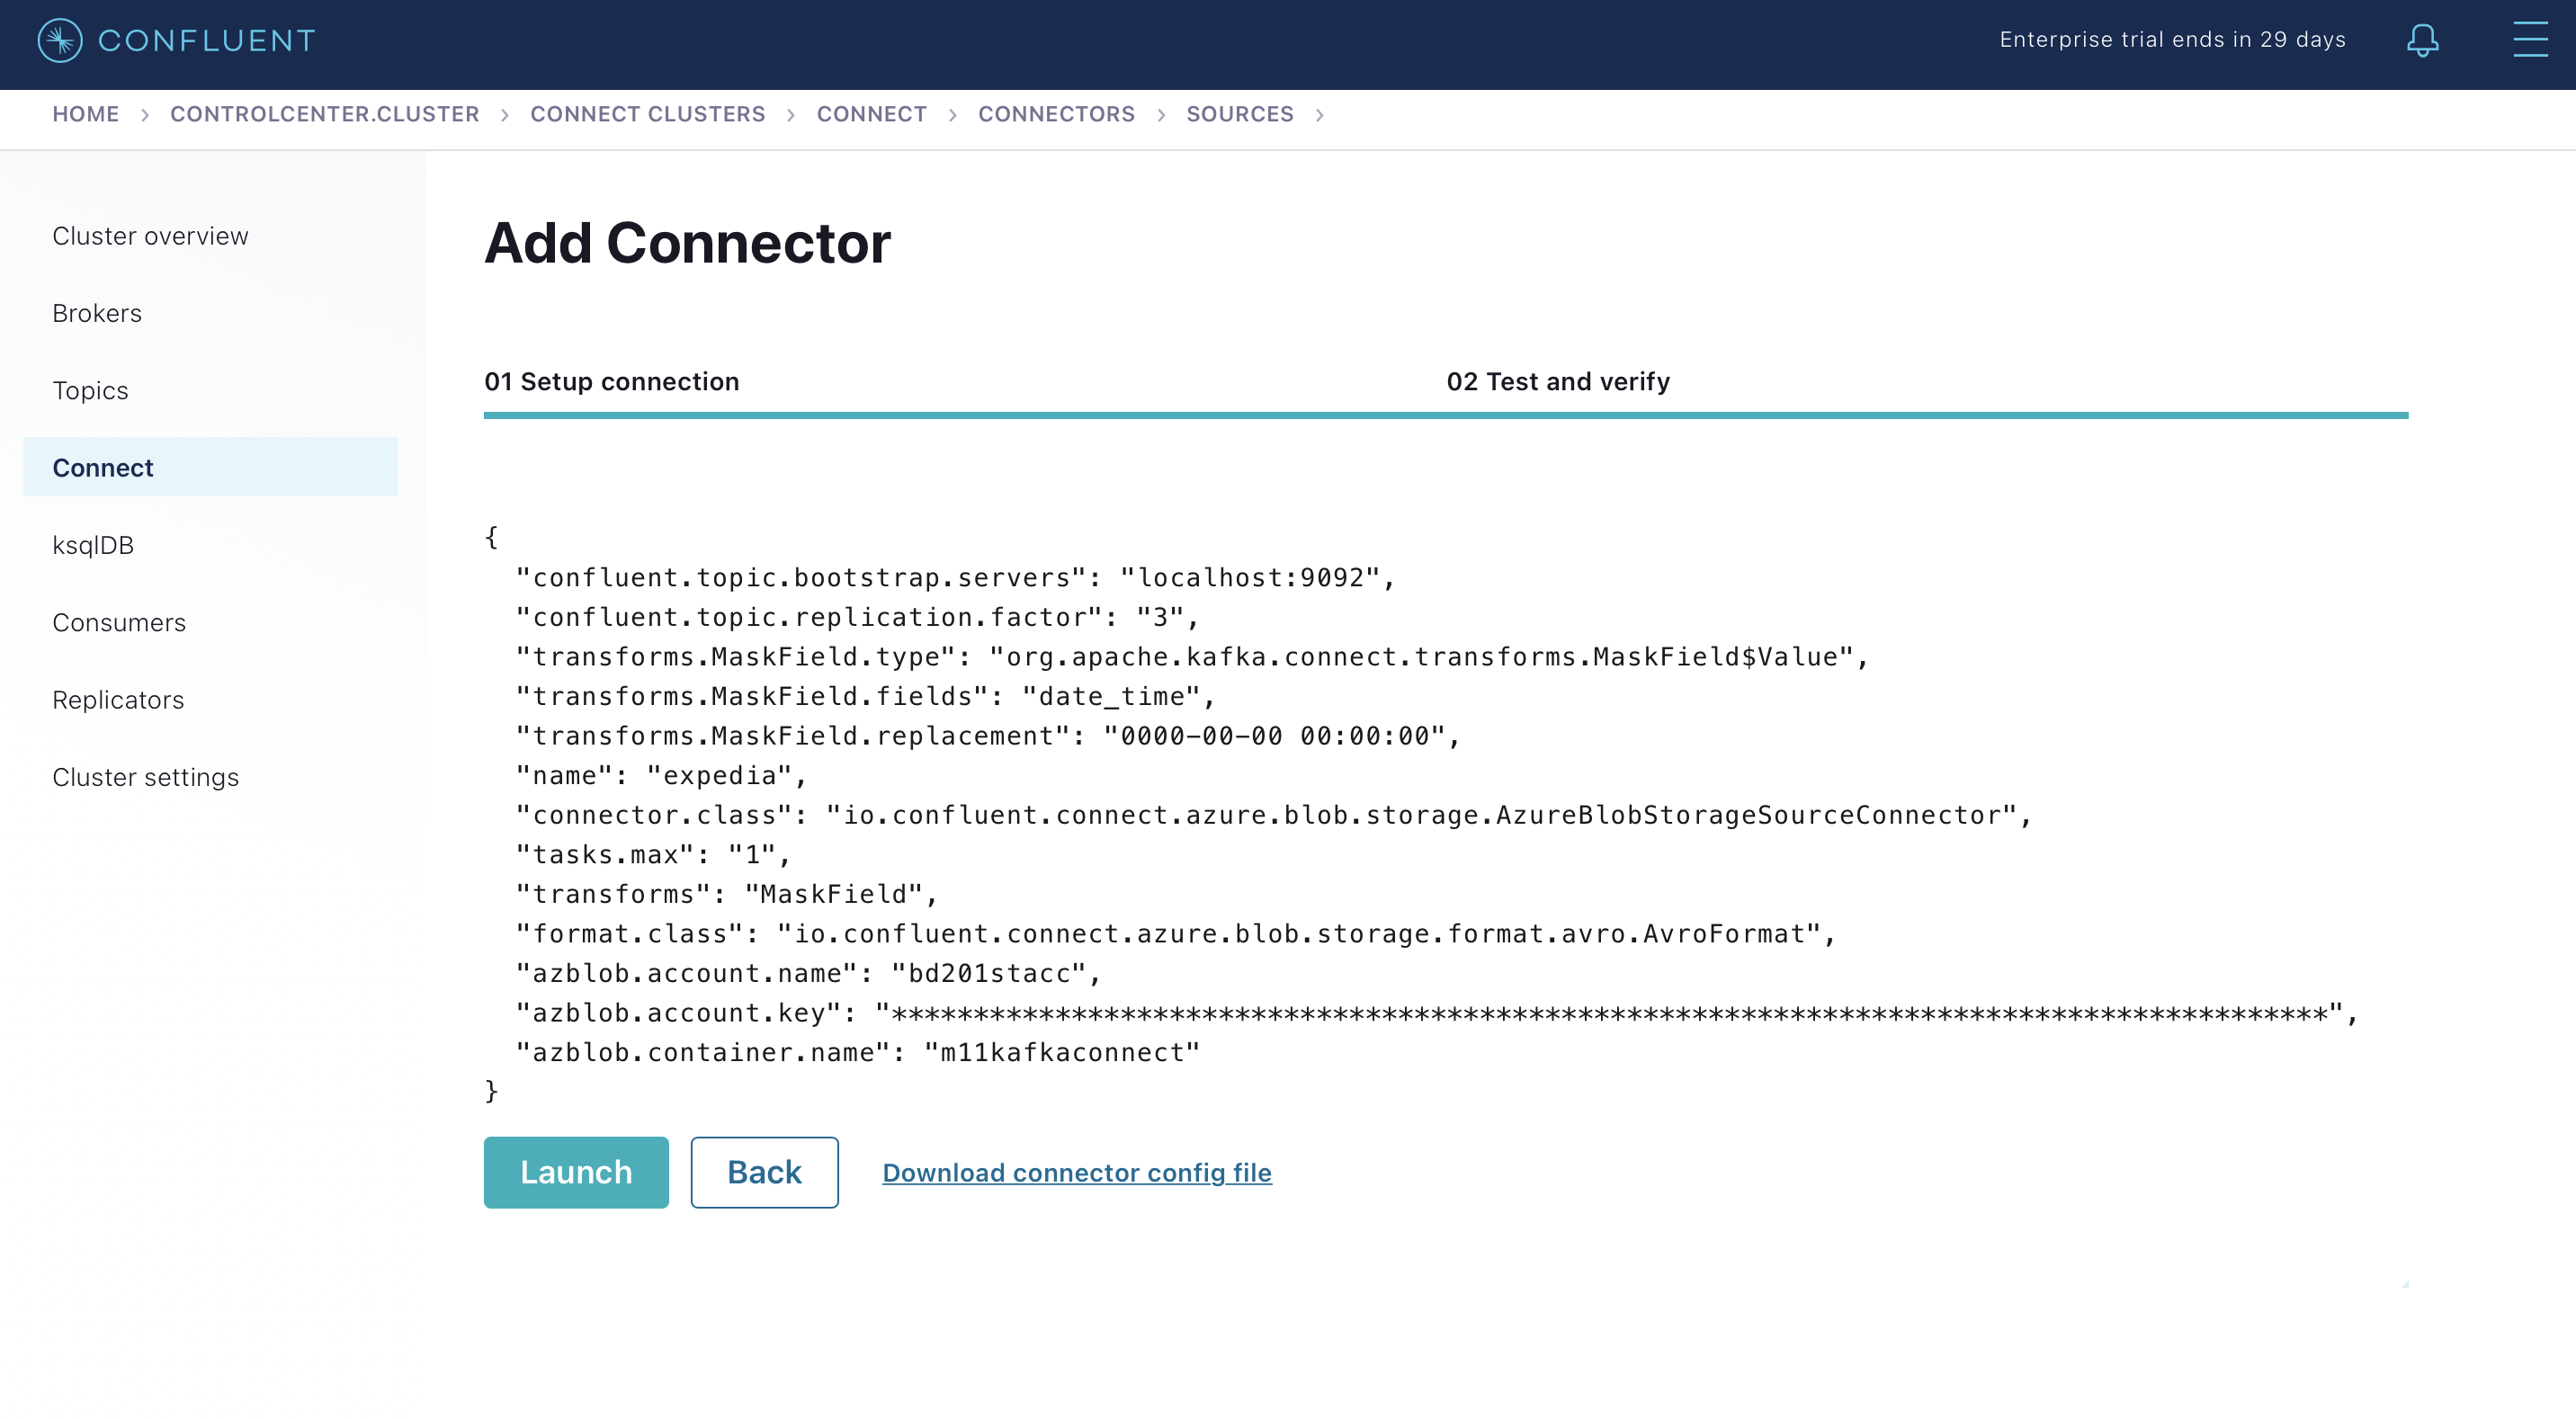 CONFLUENT
Enterprise trial ends in 29 days
HOME > CONTROLCENTER.CLUSTER > CONNECT CLUSTERS > CONNECT > CONNECTORS > SOURCES >
Cluster overview
Brokers
Topics
Connect
ksqlDB
Consumers
Replicators
Cluster settings
Add Connector
01 Setup connection
02 Test and verify
{
  "confluent.topic.bootstrap.servers": "localhost:9092",
  "confluent.topic.replication.factor": "3",
  "transforms.MaskField.type": "org.apache.kafka.connect.transforms.MaskField$Value",
  "transforms.MaskField.fields": "date_time",
  "transforms.MaskField.replacement": "0000-00-00 00:00:00",
  "name": "expedia",
  "connector.class": "io.confluent.connect.azure.blob.storage.AzureBlobStorageSourceConnector",
  "tasks.max": "1",
  "transforms": "MaskField",
  "format.class": "io.confluent.connect.azure.blob.storage.format.avro.AvroFormat",
  "azblob.account.name": "bd201stacc",
  "azblob.account.key": "****************************************************************************************",
  "azblob.container.name": "m11kafkaconnect"
}
Launch
Back
Download connector config file